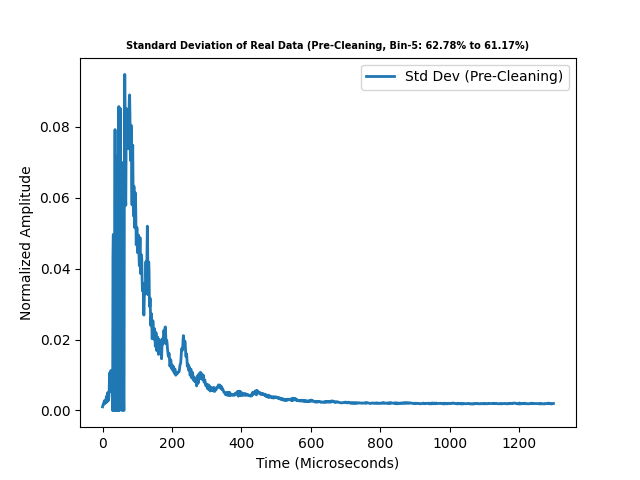 Standard Deviation of Real Data (Pre-Cleaning, Bin-5: 62.78% to 61.17%)
Std Dev (Pre-Cleaning)
Normalized Amplitude
0.08
0.06
0.04
0.02
0.00
0 200 400 600 800 1000 1200
Time (Microseconds)